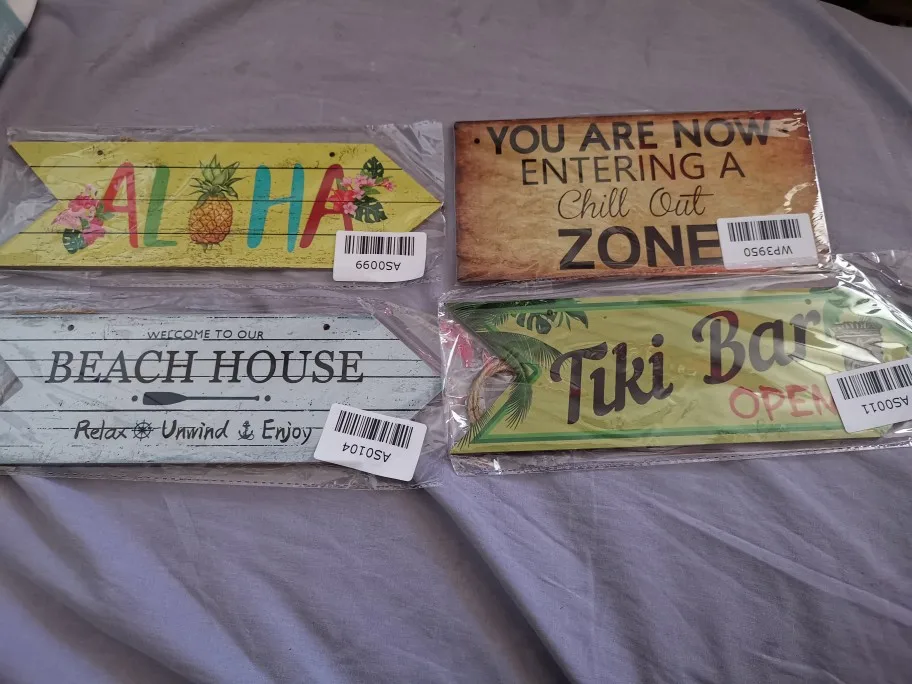 ALOHA
AS0099
YOU ARE NOW
ENTERING A
Chill Out
ZONE
WP3950
WELCOME TO OUR
BEACH HOUSE
Relax Unwind Enjoy
AS0104
Tiki Bar
OPEN
AS0011